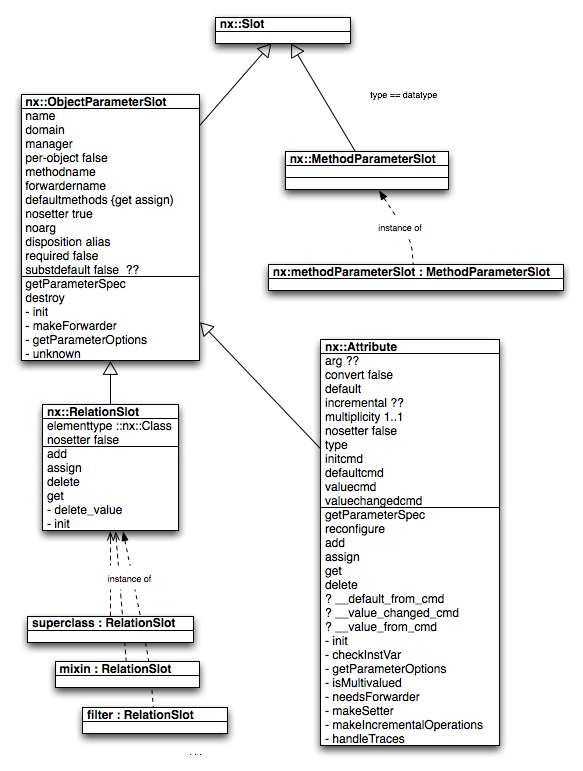 nx::Slot
type == datatype
nx::ObjectParameterSlot
name
domain
manager
per-object false
methodname
forwardername
defaultmethods {get assign)
nosetter true
noarg
disposition alias
required false
substdefault false ??
getParameterSpec
destroy
- init
- makeForwarder
- getParameterOptions
- unknown
nx::MethodParameterSlot
instance of
nx:methodParameterSlot : MethodParameterSlot
nx::RelationSlot
elementtype ::nx::Class
nosetter false
add
assign
delete
get
- delete_value
- init
instance of
superclass : RelationSlot
mixin : RelationSlot
filter : RelationSlot
. . .
nx::Attribute
arg ??
convert false
default
incremental ??
multiplicity 1..1
nosetter false
type
initcmd
defaultcmd
valuecmd
valuechangedcmd
getParameterSpec
reconfigure
add
assign
get
delete
? __default_from_cmd
? __value_changed_cmd
? __value_from_cmd
- init
- checkInstVar
- getParameterOptions
- isMultivalued
- needsForwarder
- makeSetter
- makeIncrementalOperations
- handleTraces